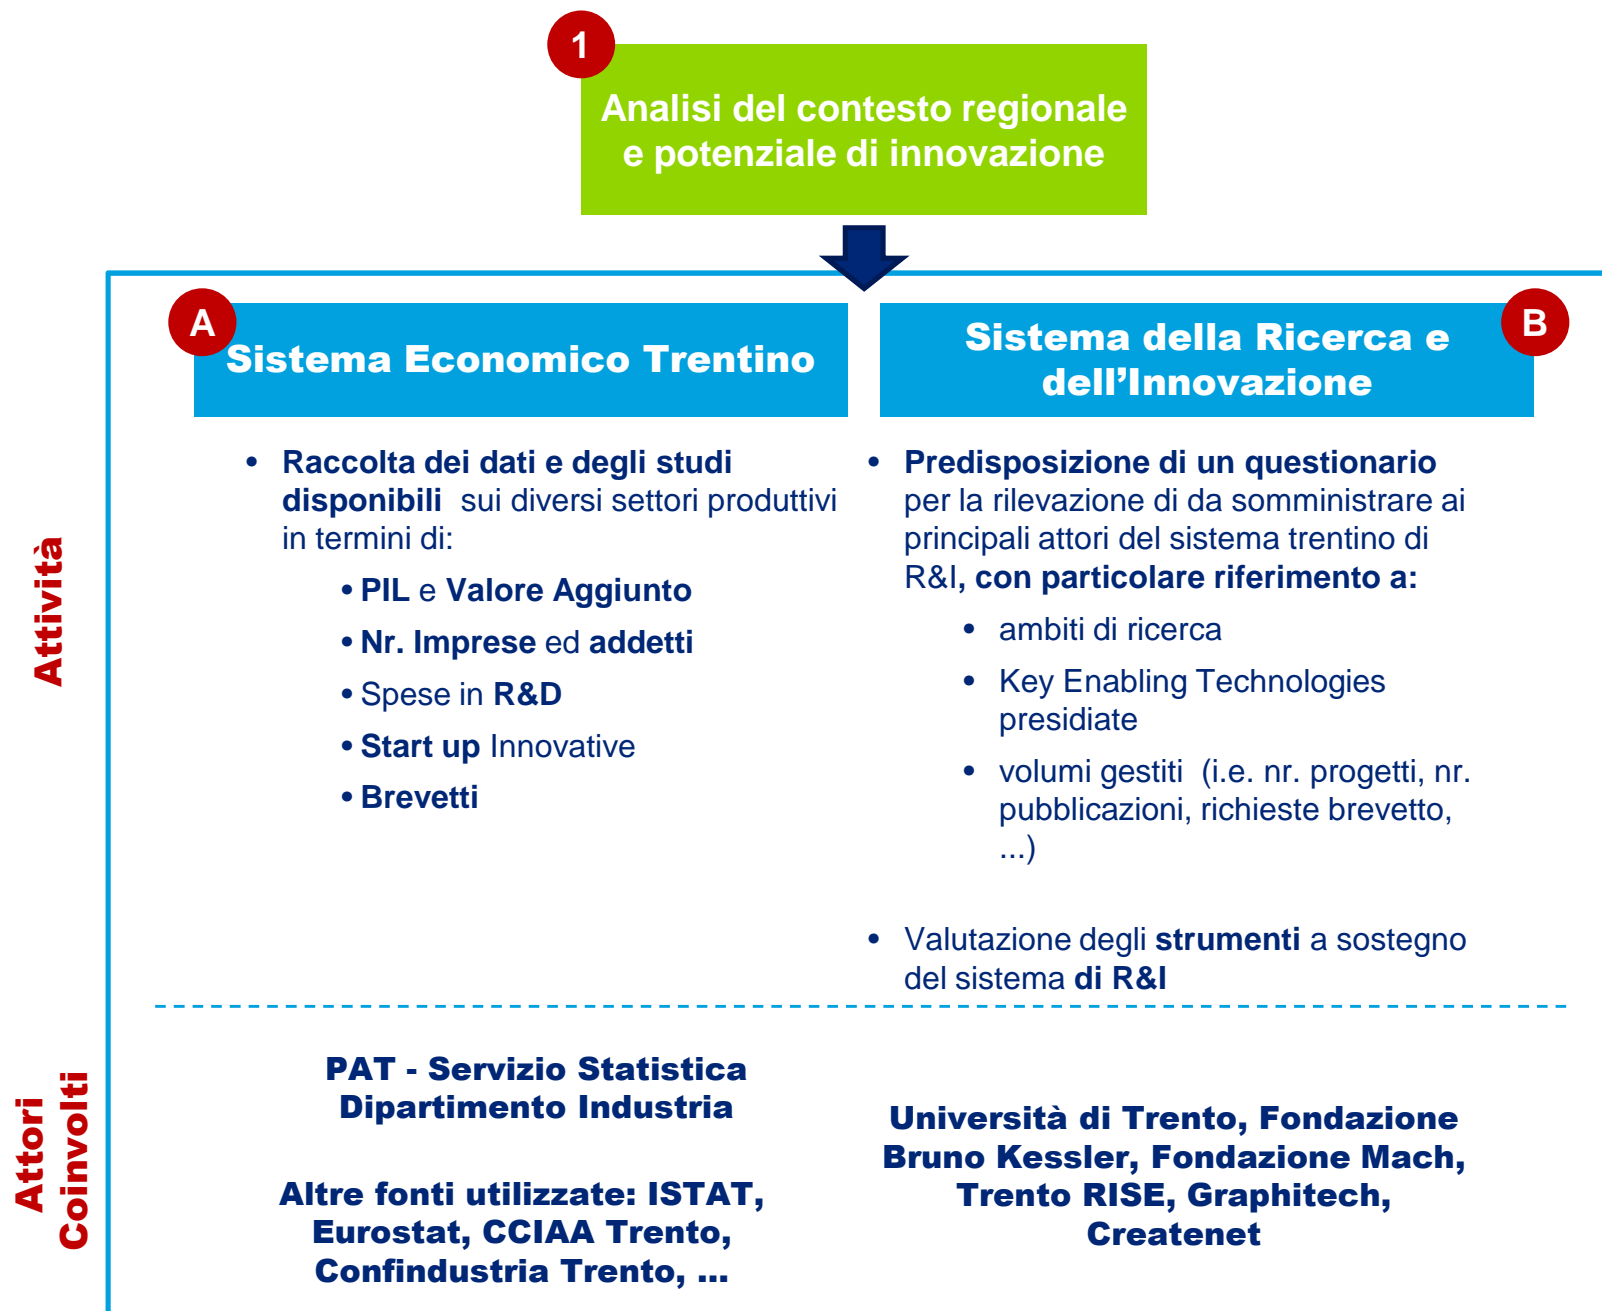 1
Analisi del contesto regionale
e potenziale di innovazione
A
Sistema Economico Trentino
Sistema della Ricerca e
dell’Innovazione
B
Attività
• Raccolta dei dati e degli studi
disponibili sui diversi settori produttivi
in termini di:
• PIL e Valore Aggiunto
• Nr. Imprese ed addetti
• Spese in R&D
• Start up Innovative
• Brevetti
• Predisposizione di un questionario
per la rilevazione di da somministrare ai
principali attori del sistema trentino di
R&I, con particolare riferimento a:
• ambiti di ricerca
• Key Enabling Technologies
presidiate
• volumi gestiti (i.e. nr. progetti, nr.
pubblicazioni, richieste brevetto,
...)
• Valutazione degli strumenti a sostegno
del sistema di R&I
Attori
Coinvolti
PAT - Servizio Statistica
Dipartimento Industria
Altre fonti utilizzate: ISTAT,
Eurostat, CCIAA Trento,
Confindustria Trento, ...
Università di Trento, Fondazione
Bruno Kessler, Fondazione Mach,
Trento RISE, Graphitech,
Createnet